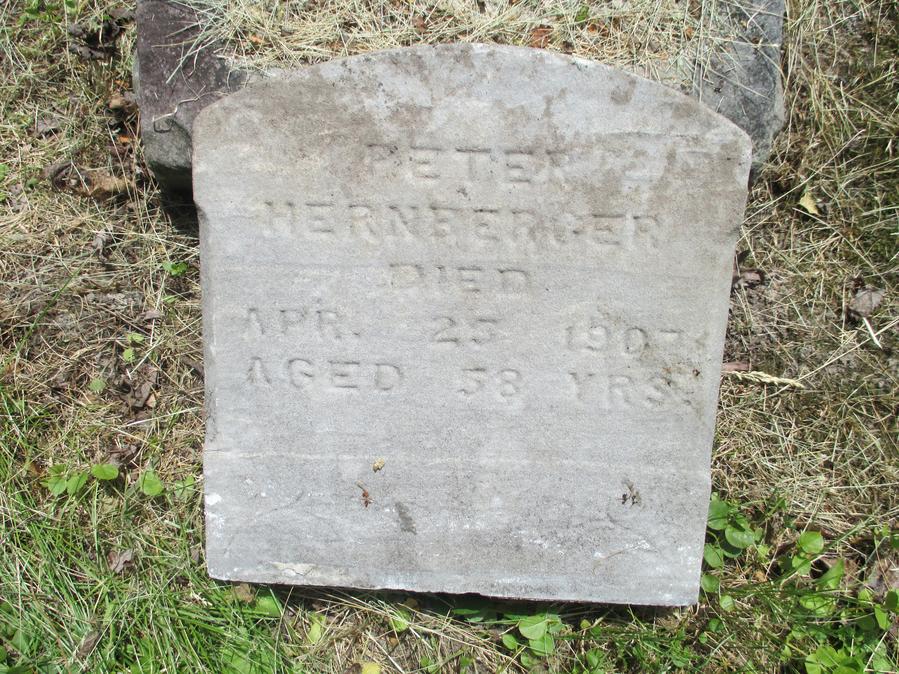 PETER
HERNBERGER
DIED
APR. 25 1907
AGED 58 YRS.